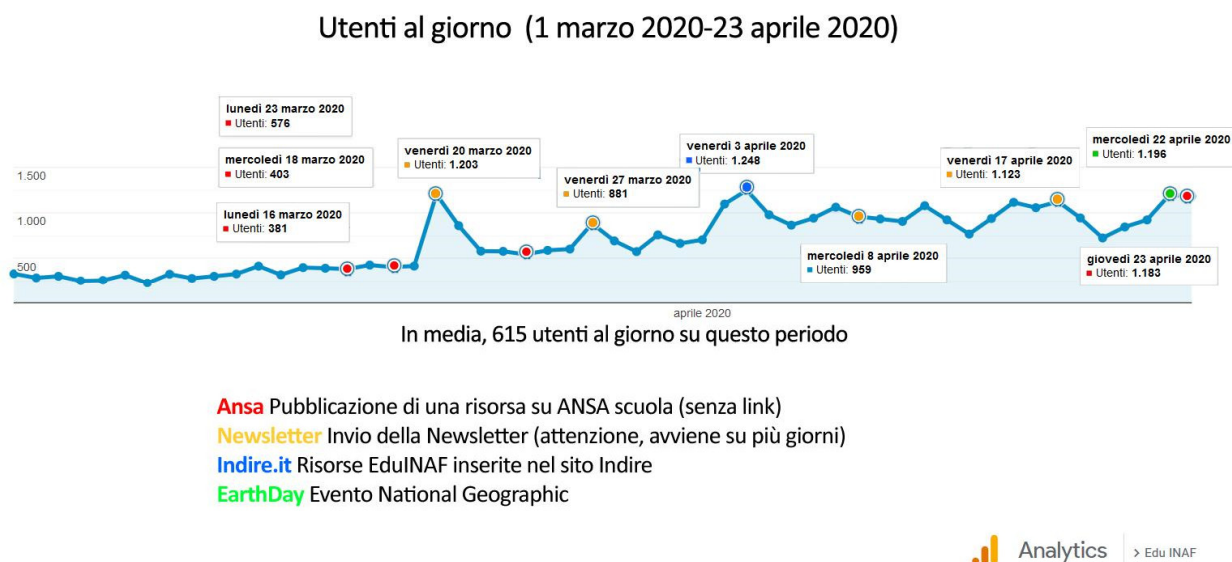 Utenti al giorno (1 marzo 2020-23 aprile 2020)
lunedì 23 marzo 2020
Utenti: 576
mercoledì 18 marzo 2020
Utenti: 403
lunedì 16 marzo 2020
Utenti: 381
venerdì 20 marzo 2020
Utenti: 1.203
venerdì 27 marzo 2020
Utenti: 881
venerdì 3 aprile 2020
Utenti: 1.248
mercoledì 8 aprile 2020
Utenti: 959
venerdì 17 aprile 2020
Utenti: 1.123
mercoledì 22 aprile 2020
Utenti: 1.196
giovedì 23 aprile 2020
Utenti: 1.183
1.500
1.000
500
aprile 2020
In media, 615 utenti al giorno su questo periodo
Ansa Pubblicazione di una risorsa su ANSA scuola (senza link)
Newsletter Invio della Newsletter (attenzione, avviene su più giorni)
Indire.it Risorse EduINAF inserite nel sito Indire
EarthDay Evento National Geographic
Analytics > Edu INAF